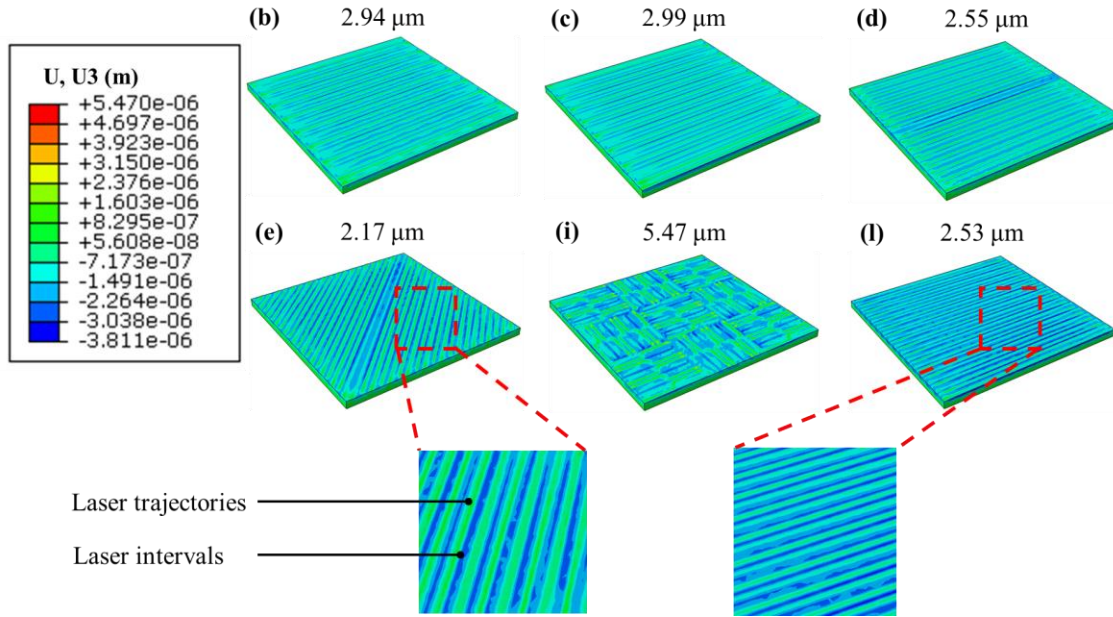 (b) 2.94 μm
(c) 2.99 μm
(d) 2.55 μm
U, U3 (m)
+5.470e-06
+4.697e-06
+3.923e-06
+3.150e-06
+2.376e-06
+1.603e-06
+8.295e-07
+5.608e-08
-7.173e-07
-1.491e-06
-2.264e-06
-3.038e-06
-3.811e-06
(e) 2.17 μm
(i) 5.47 μm
(l) 2.53 μm
Laser trajectories
Laser intervals